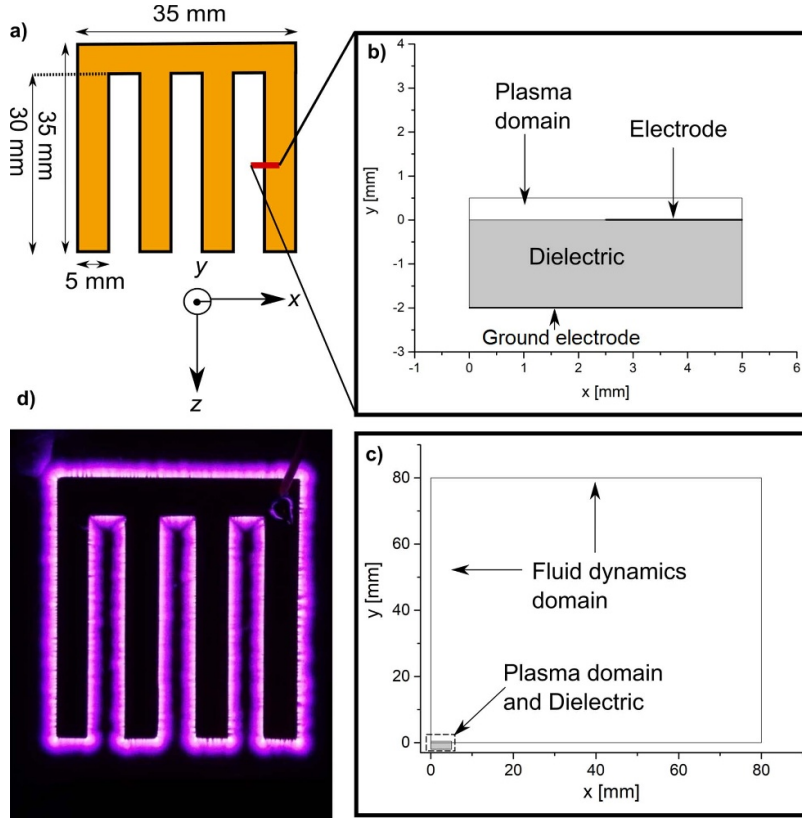 a)
35 mm
35 mm
30 mm
5 mm
y
x
z
b)
y [mm]
4
3
2
1
0
-1
-2
-3
Plasma
domain
Electrode
Dielectric
Ground electrode
-1
0
1
2
3
4
5
6
x [mm]
c)
y [mm]
80
60
40
20
0
Fluid dynamics
domain
Plasma domain
and Dielectric
0
20
40
60
80
x [mm]
d)